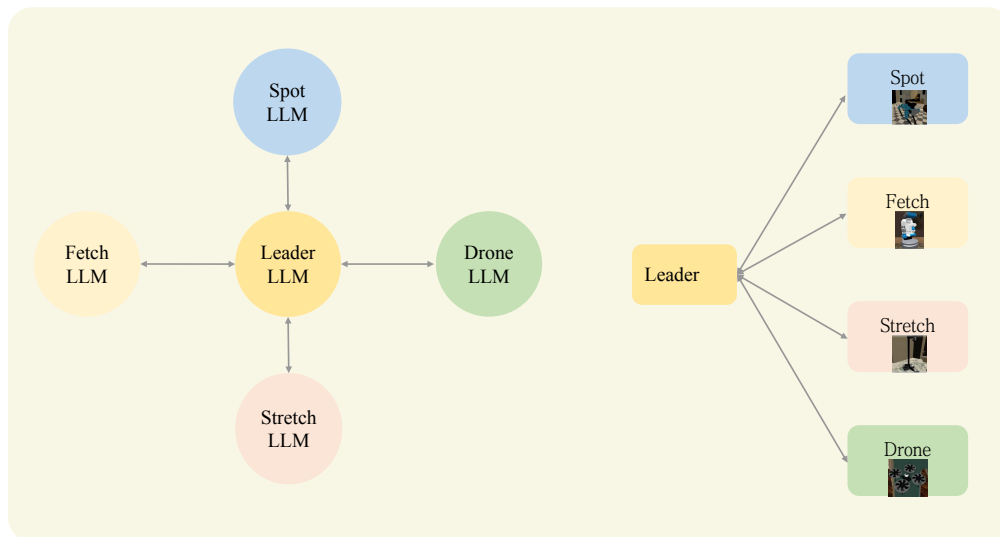 Spot
LLM
Fetch
LLM
Leader
LLM
Drone
LLM
Stretch
LLM
Leader
Spot
Fetch
Stretch
Drone